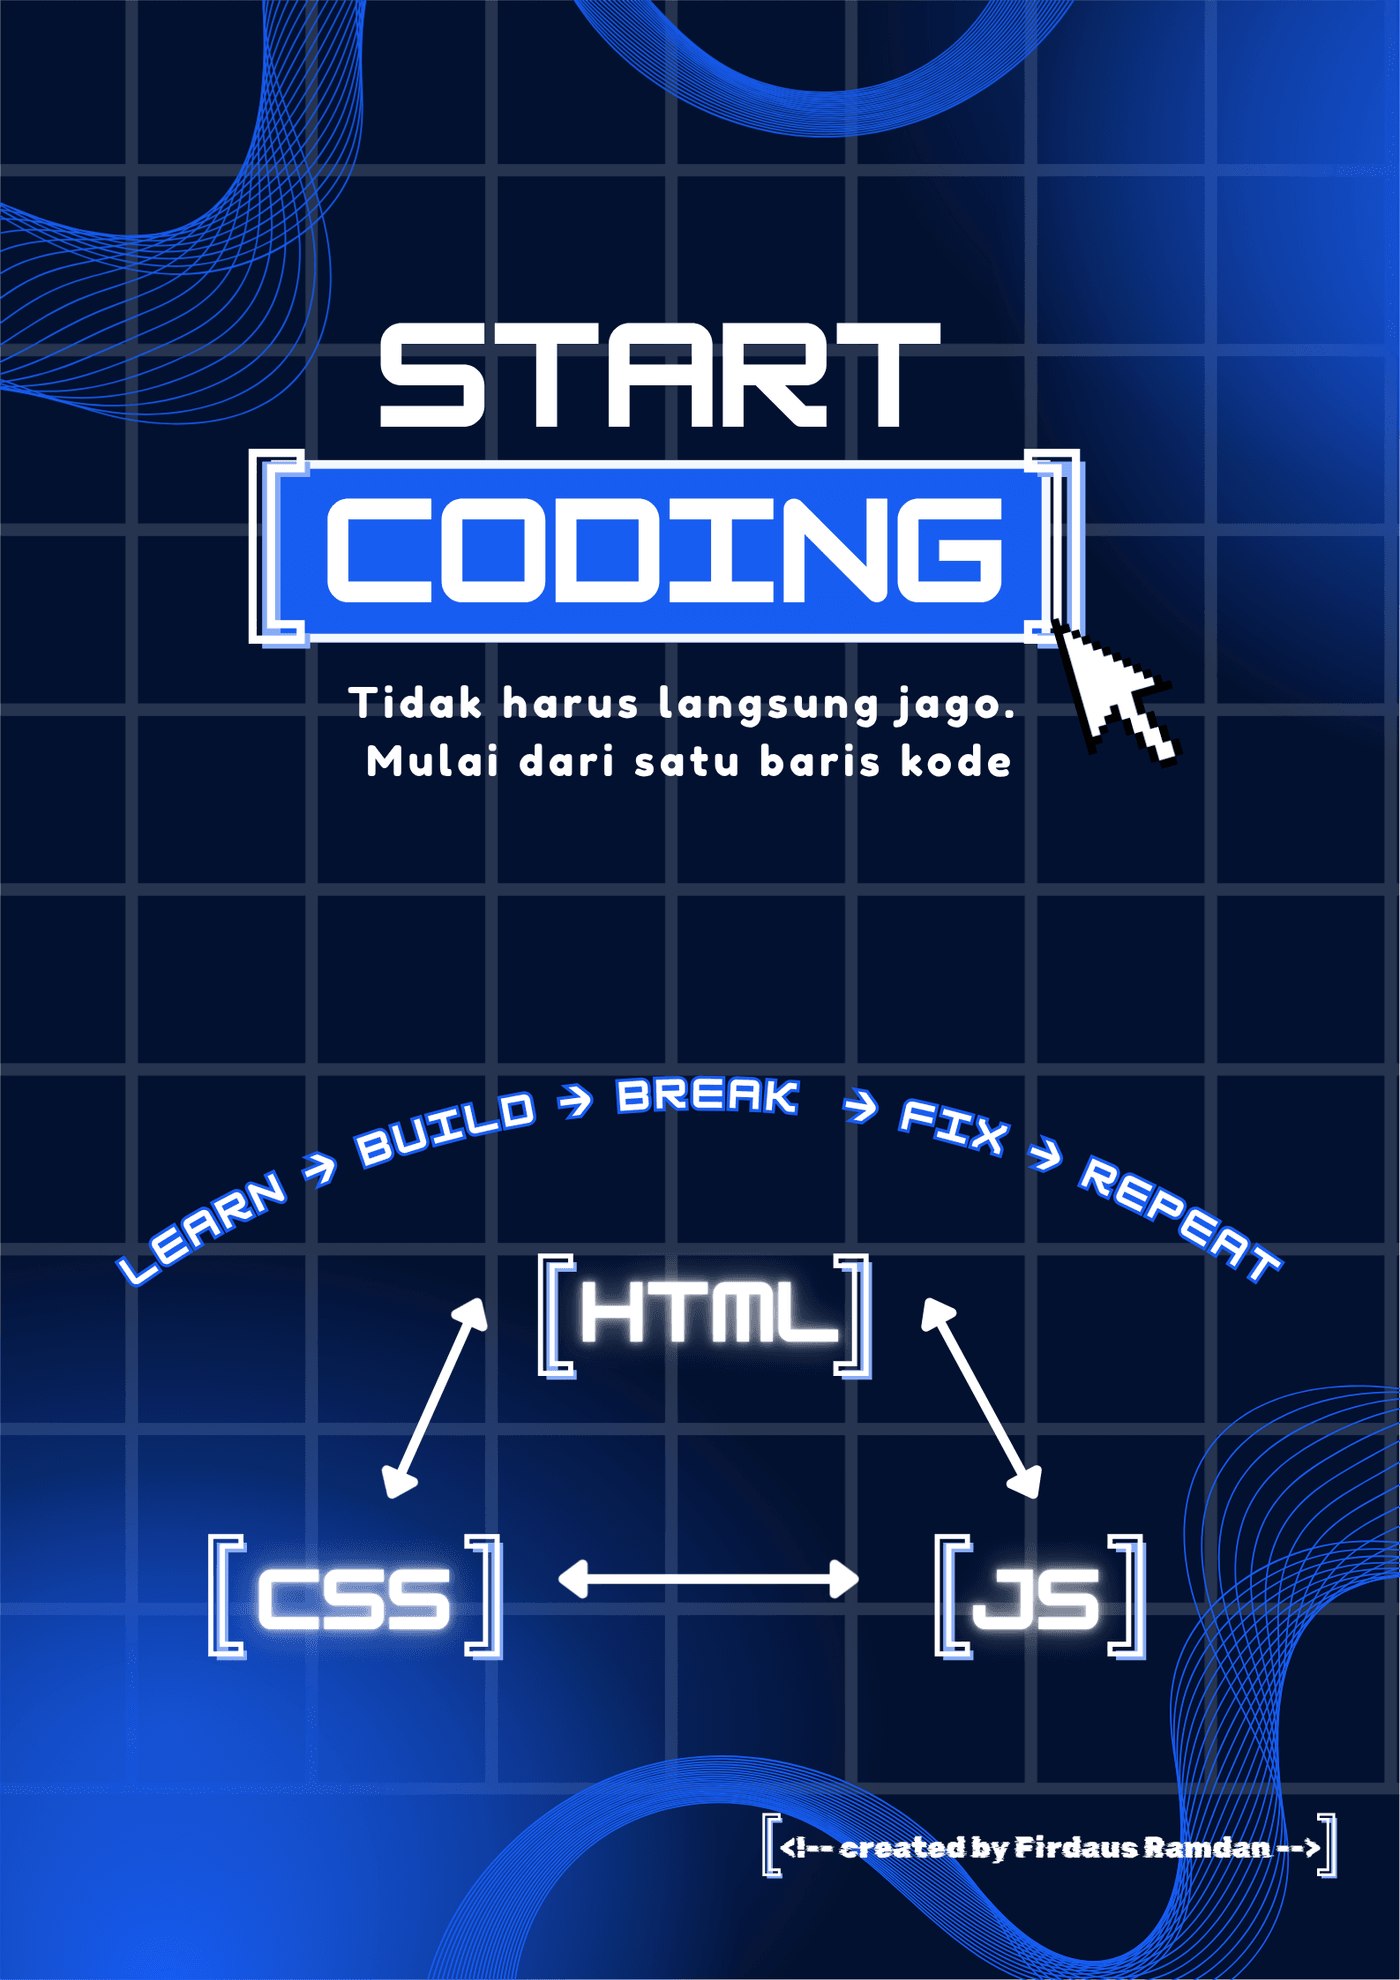 START
CODING
Tidak harus langsung jago.
Mulai dari satu baris kode
LEARN → BUILD → BREAK → FIX → REPEAT
[HTML]
[CSS]
[JS]
[<!-- created by Firdaus Ramdan -->]